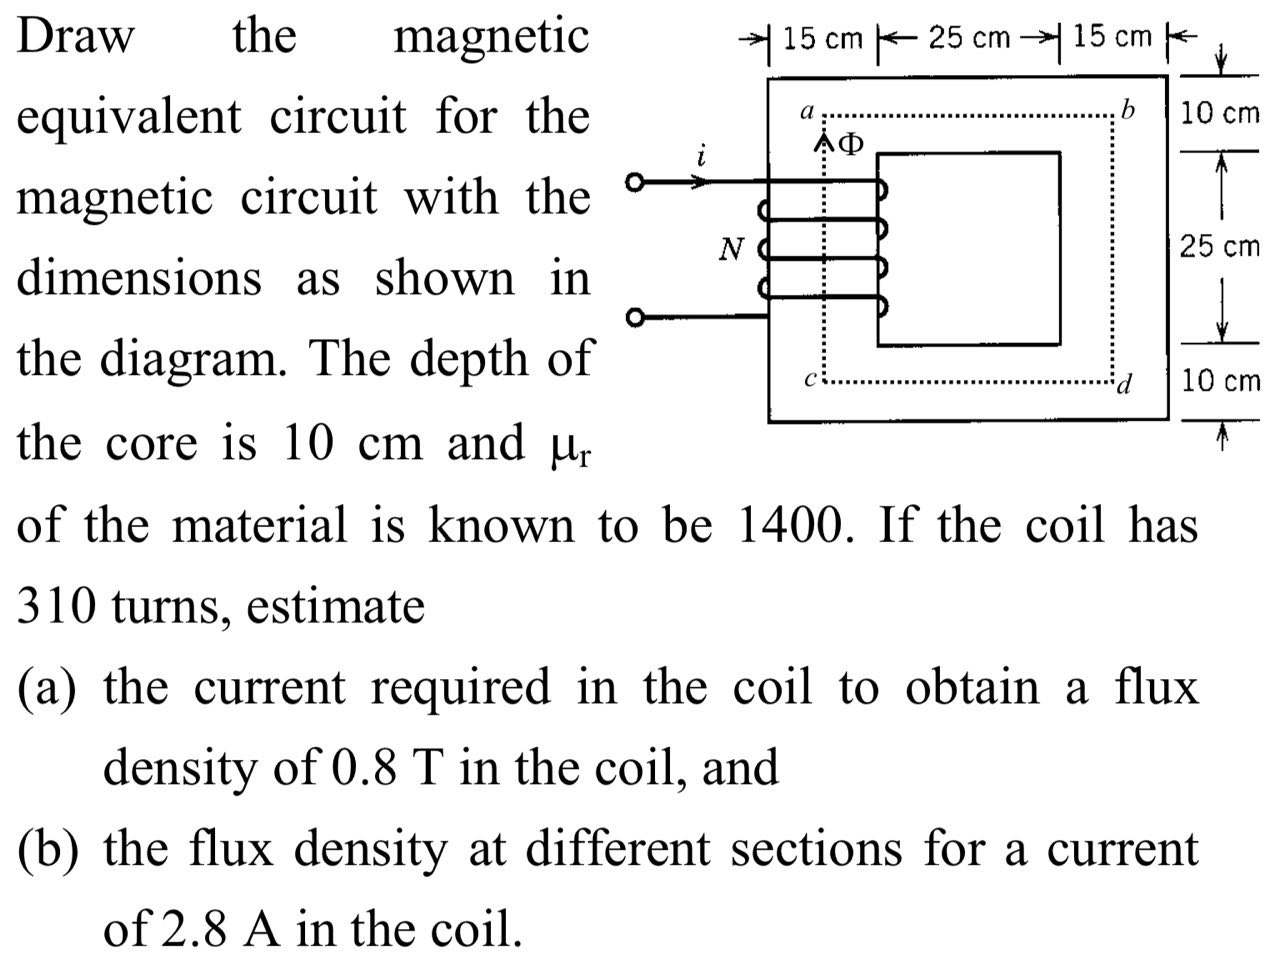 Draw the magnetic
equivalent circuit for the
magnetic circuit with the
dimensions as shown in
the diagram. The depth of
the core is 10 cm and μr
of the material is known to be 1400. If the coil has
310 turns, estimate
(a) the current required in the coil to obtain a flux
density of 0.8 T in the coil, and
(b) the flux density at different sections for a current
of 2.8 A in the coil.
15 cm 25 cm 15 cm
a b 10 cm
Φ
i
N 25 cm
c d 10 cm